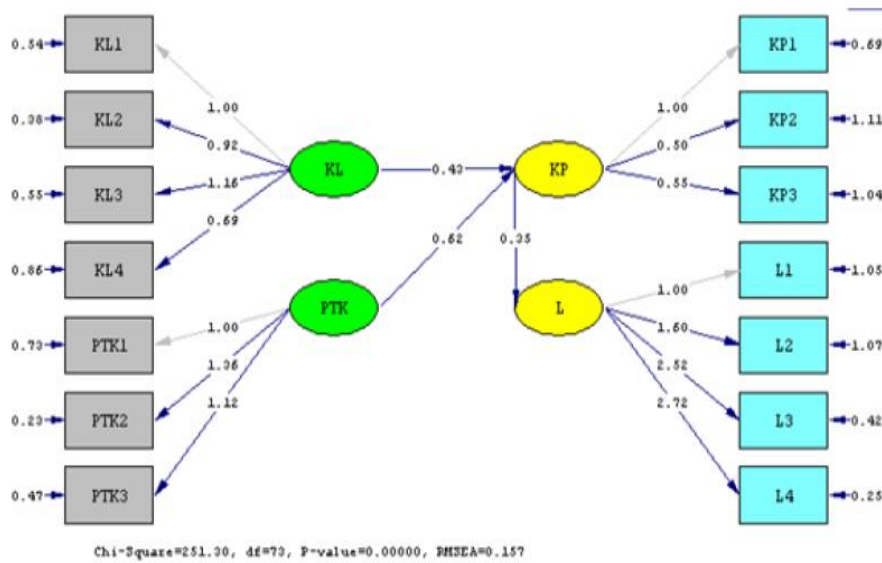 0.54 KL1 KP1 0.69
1.00 1.00
0.38 KL2 KP2 1.11
0.92 0.50
KL KP
0.43
0.55 KL3 1.16 0.55 KP3 1.04
0.69
0.62 0.35
0.86 KL4 L1 1.05
1.00
PTK L
0.73 PTK1 1.00 1.60 L2 1.07
1.36 2.52
1.12 2.72
0.23 PTK2 L3 0.42
0.47 PTK3 L4 0.25
Chi-Square=251.30, df=73, P-value=0.00000, RMSEA=0.157